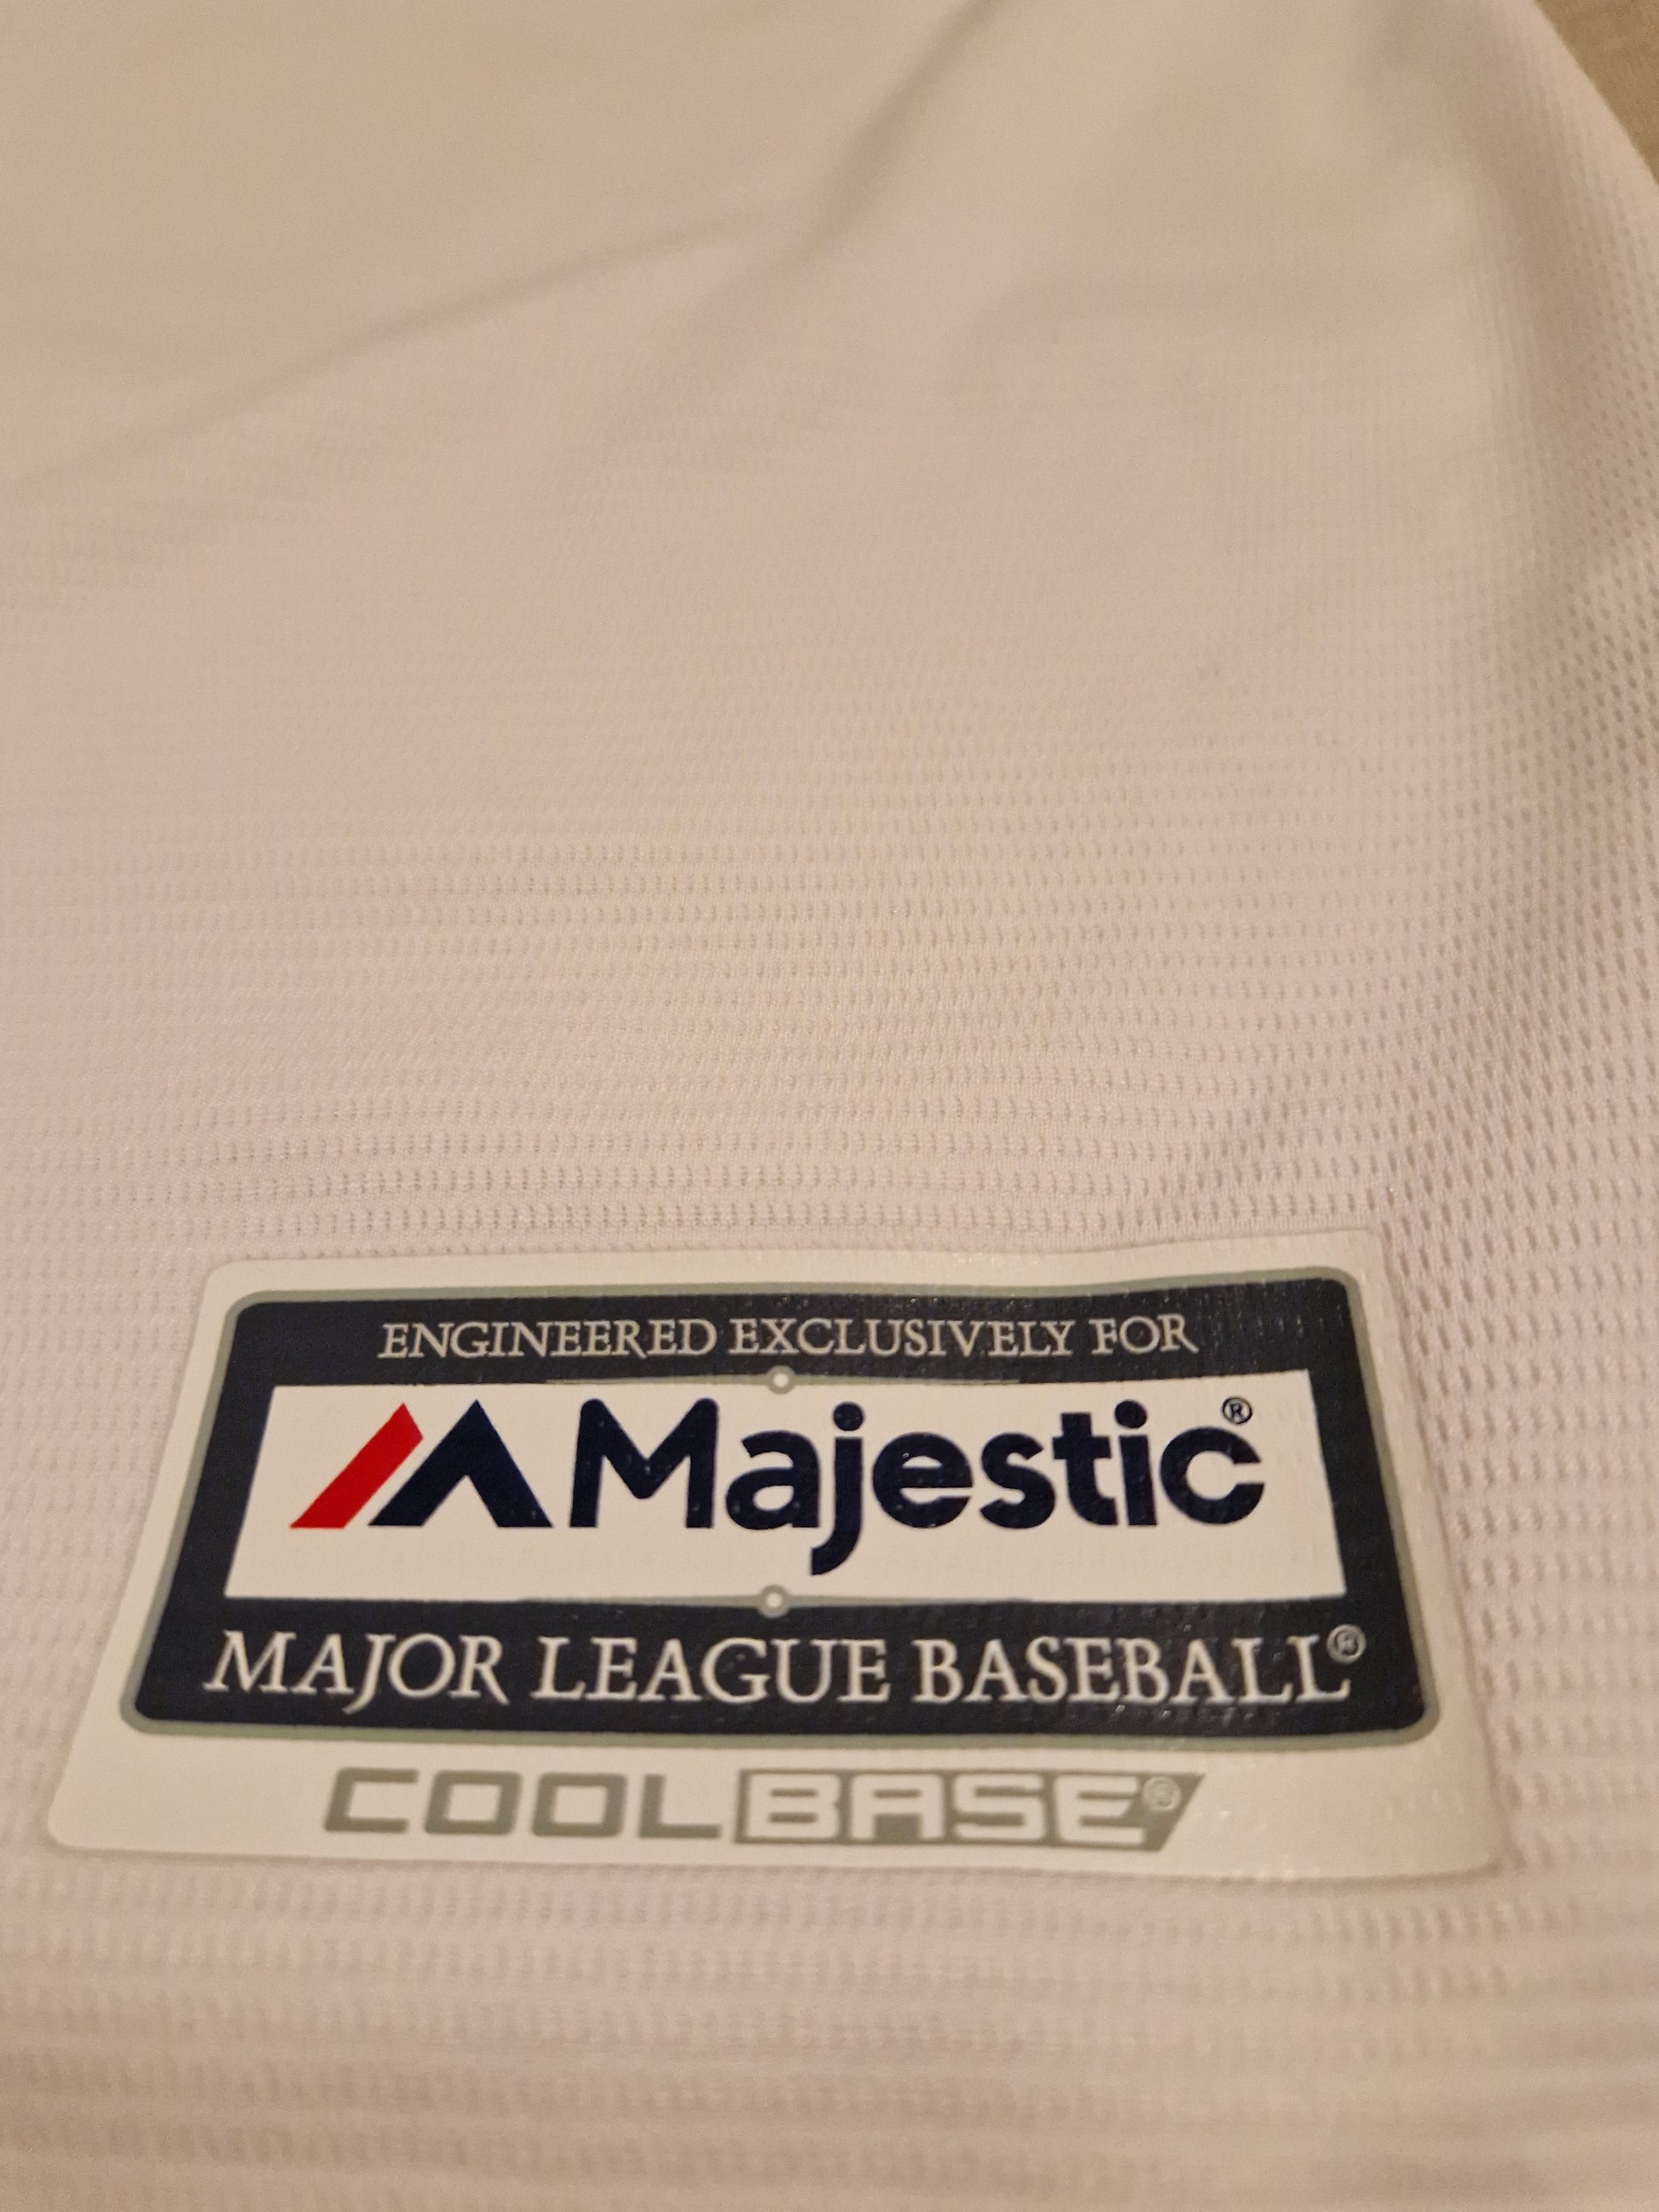 ENGINEERED EXCLUSIVELY FOR
Majestic®
MAJOR LEAGUE BASEBALL®
COOLBASE®